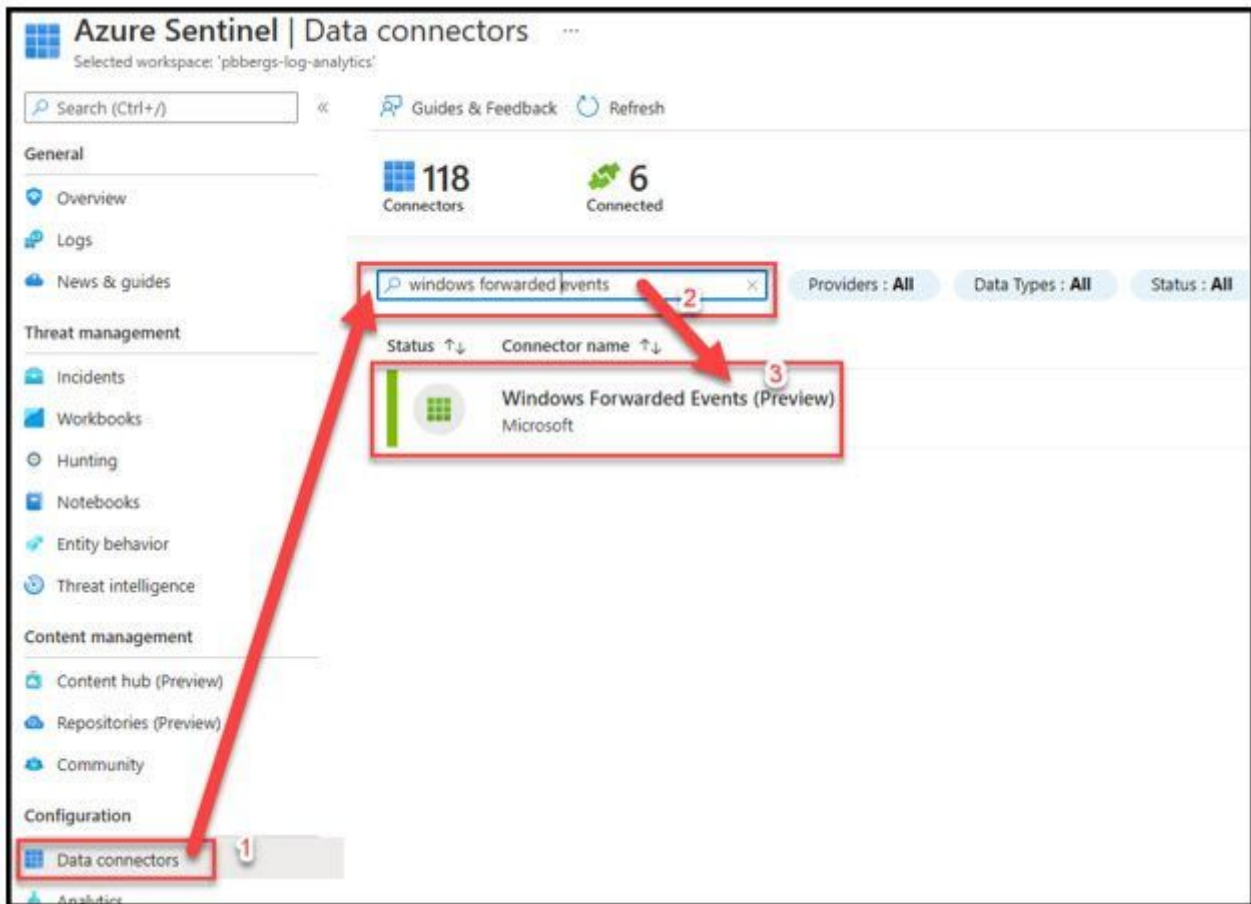 Azure Sentinel | Data connectors ...
Selected workspace: 'pbbergs-log-analytics'
Search (Ctrl+/)
«
Guides & Feedback
Refresh
General
Overview
Logs
News & guides
118
Connectors
6
Connected
windows forwarded events
×
2
Providers : All
Data Types : All
Status : All
Threat management
Incidents
Workbooks
Hunting
Notebooks
Entity behavior
Threat intelligence
Status ↑↓
Connector name ↑↓
3
Windows Forwarded Events (Preview)
Microsoft
Content management
Content hub (Preview)
Repositories (Preview)
Community
Configuration
Data connectors
1
Analytics